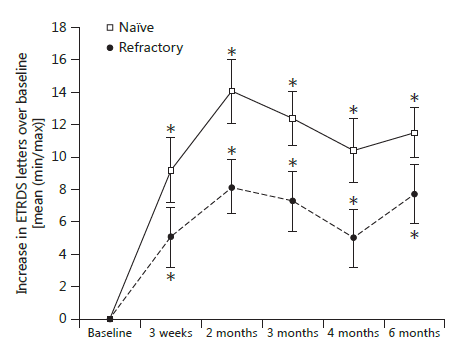 Increase in ETRDS letters over baseline
[mean (min/max)]
18
16
14
12
10
8
6
4
2
0
Naïve
Refractory
*
*
*
*
*
*
*
*
*
*
Baseline
3 weeks
2 months
3 months
4 months
6 months